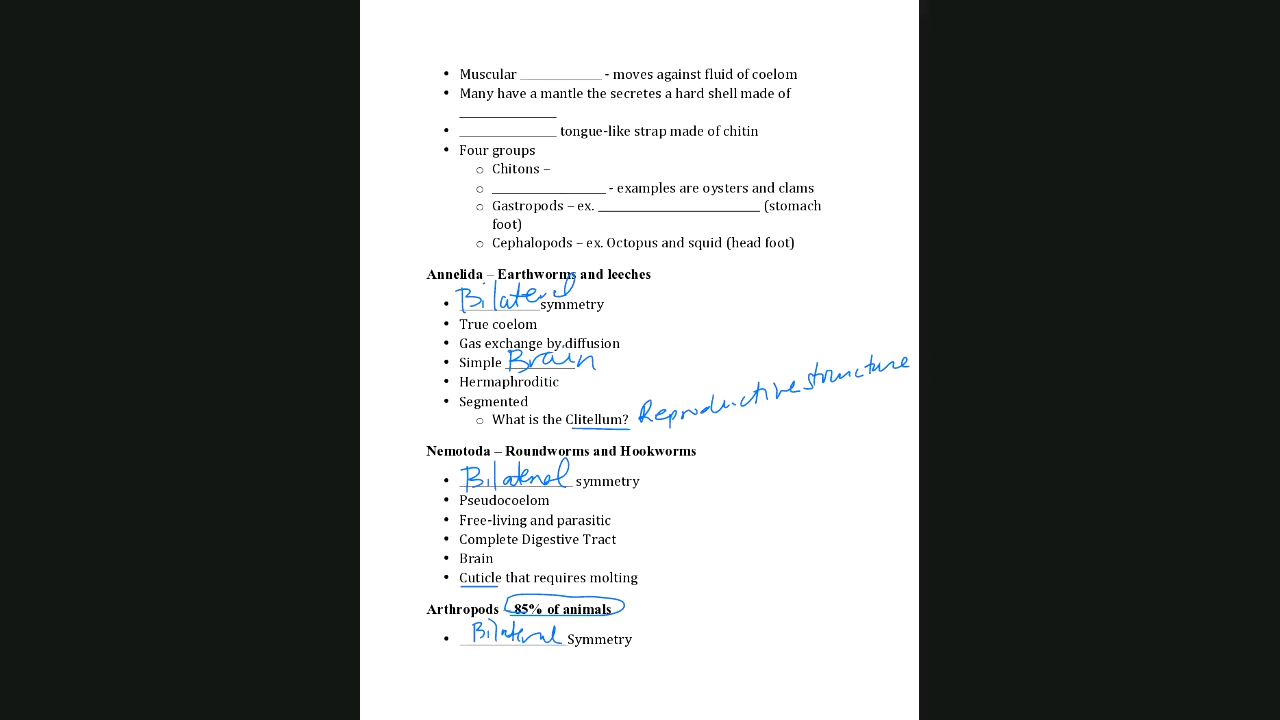 • Muscular ____________ - moves against fluid of coelom
• Many have a mantle the secretes a hard shell made of
______________
• ______________ tongue-like strap made of chitin
• Four groups
o Chitons –
o ________________ - examples are oysters and clams
o Gastropods – ex. _______________________ (stomach
foot)
o Cephalopods – ex. Octopus and squid (head foot)
Annelida – Earthworms and leeches
• Bilateral symmetry
• True coelom
• Gas exchange by diffusion
• Simple Brain
• Hermaphroditic
• Segmented
o What is the Clitellum? Reproductive structure
Nemotoda – Roundworms and Hookworms
• Bilateral symmetry
• Pseudocoelom
• Free-living and parasitic
• Complete Digestive Tract
• Brain
• Cuticle that requires molting
Arthropods – 85% of animals
• Bilateral Symmetry